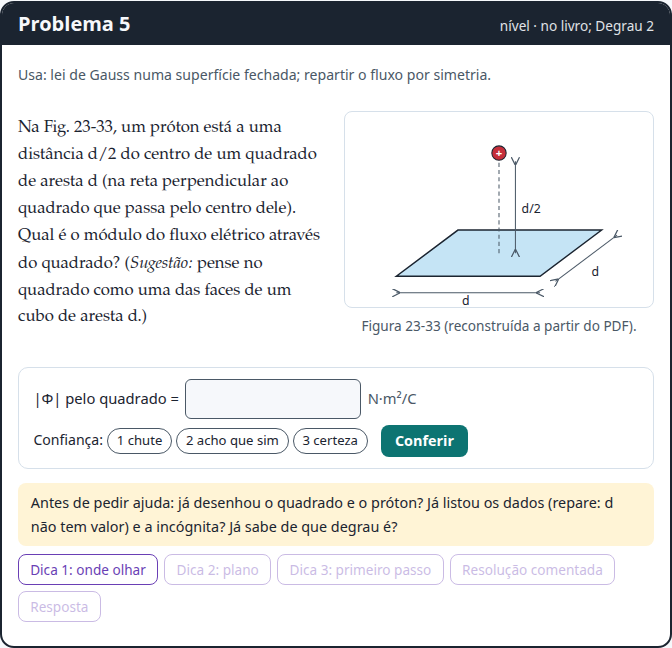 Problema 5
nível · no livro; Degrau 2
Usa: lei de Gauss numa superfície fechada; repartir o fluxo por simetria.
Na Fig. 23-33, um próton está a uma
distância d/2 do centro de um quadrado
de aresta d (na reta perpendicular ao
quadrado que passa pelo centro dele).
Qual é o módulo do fluxo elétrico através
do quadrado? (Sugestão: pense no
quadrado como uma das faces de um
cubo de aresta d.)
+
d/2
d
d
Figura 23-33 (reconstruída a partir do PDF).
|Φ| pelo quadrado = N·m²/C
Confiança: 1 chute 2 acho que sim 3 certeza Conferir
Antes de pedir ajuda: já desenhou o quadrado e o próton? Já listou os dados (repare: d
não tem valor) e a incógnita? Já sabe de que degrau é?
Dica 1: onde olhar Dica 2: plano Dica 3: primeiro passo Resolução comentada
Resposta